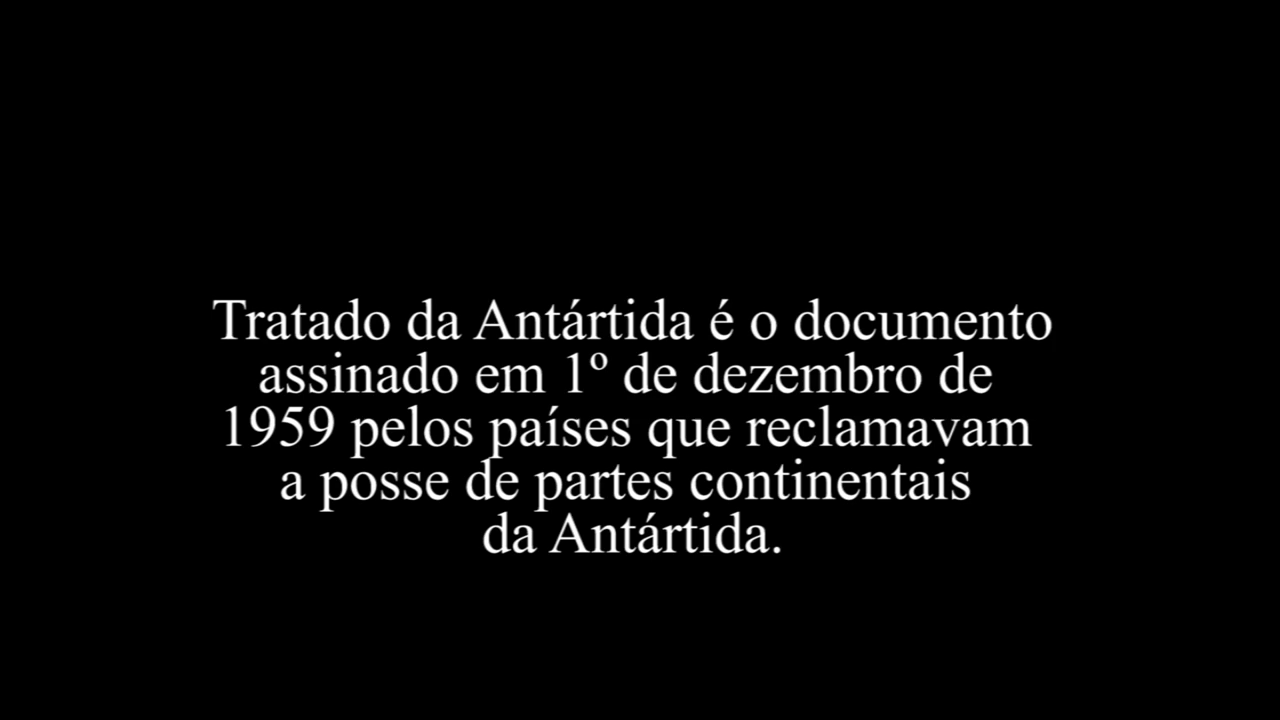 Tratado da Antártida é o documento
assinado em 1º de dezembro de
1959 pelos países que reclamavam
a posse de partes continentais
da Antártida.